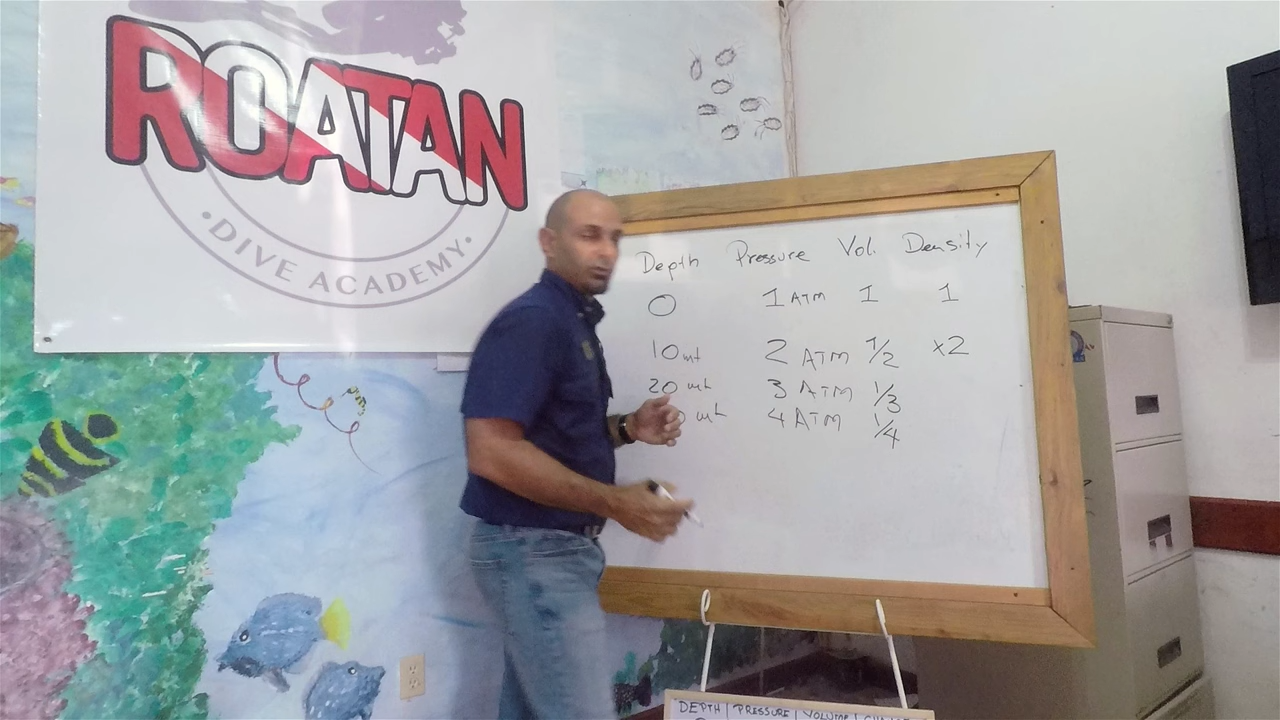 ROATAN
·DIVE ACADEMY·
Depth Pressure Vol. Density
0 1 ATM 1 1
10 mt 2 ATM 1/2 x2
20 mt 3 ATM 1/3
0 mt 4 ATM 1/4
DEPTH | PRESSURE | VOLUME |